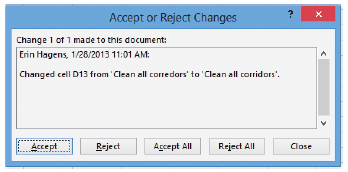 Accept or Reject Changes
?
Change 1 of 1 made to this document:
Erin Hagens, 1/28/2013 11:01 AM:
Changed cell D13 from 'Clean all corredors' to 'Clean all corridors'.
Accept Reject Accept All Reject All Close